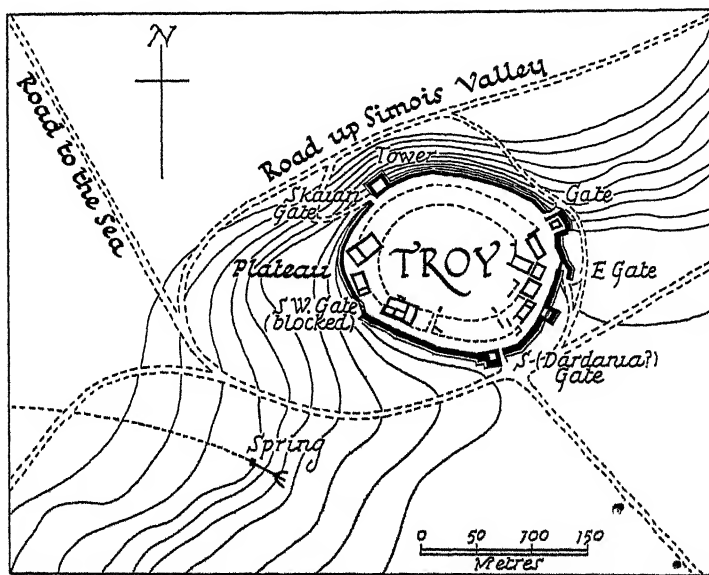 N
Road to the Sea
Road up Simois Valley
Tower
Skaian
Gate
Gate
Plateau
TROY
E Gate
S.W. Gate
(blocked)
S-(Dardania?)
Gate
Spring
0 50 100 150
Metres